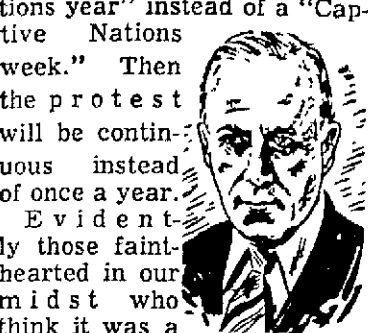 tions year” instead of a “Cap-
tive Nations
week.” Then
the protest
will be contin-
uous instead
of once a year.
Evident-
ly those faint-
hearted in our
midst who
think it was a